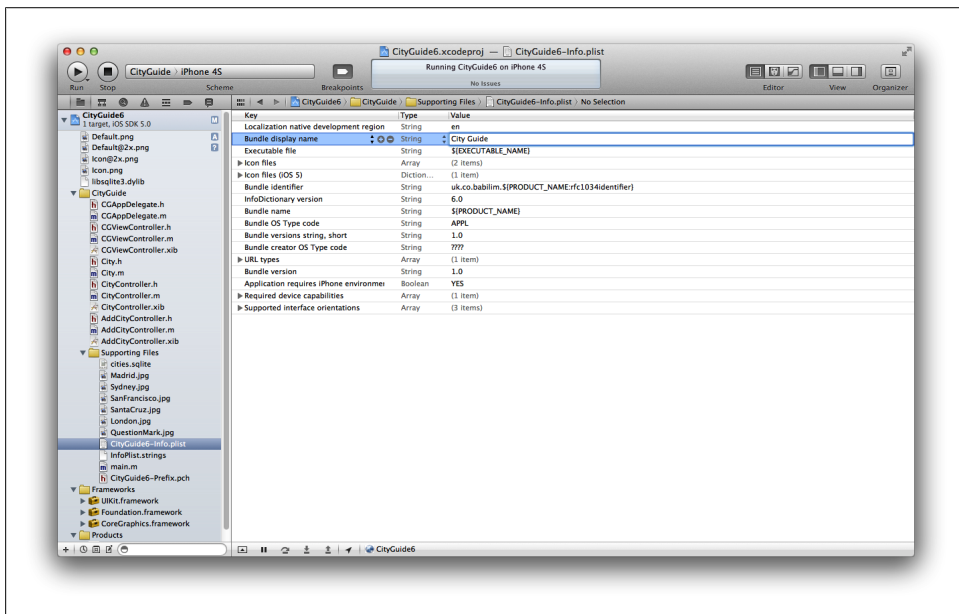 CityGuide6.xcodeproj — CityGuide6-Info.plist
Run Stop
CityGuide iPhone 4S
Scheme
Breakpoints
Running CityGuide6 on iPhone 4S
No Issues
Editor
View
Organizer
CityGuide6 CityGuide Supporting Files CityGuide6-Info.plist No Selection
CityGuide6
1 target, iOS SDK 5.0
M
Default.png A
Default@2x.png ?
Icon@2x.png
Icon.png
libsqlite3.dylib
CityGuide
h CGAppDelegate.h
m CGAppDelegate.m
h CGViewController.h
m CGViewController.m
CGViewController.xib
h City.h
m City.m
h CityController.h
m CityController.m
CityController.xib
h AddCityController.h
m AddCityController.m
AddCityController.xib
Supporting Files
cities.sqlite
Madrid.jpg
Sydney.jpg
SanFrancisco.jpg
SantaCruz.jpg
London.jpg
QuestionMark.jpg
CityGuide6-Info.plist
InfoPlist.strings
m main.m
h CityGuide6-Prefix.pch
Frameworks
UIKit.framework
Foundation.framework
CoreGraphics.framework
Products
Key Type Value
Localization native development region String en
Bundle display name String City Guide
Executable file String ${EXECUTABLE_NAME}
Icon files Array (2 items)
Icon files (iOS 5) Diction... (1 item)
Bundle identifier String uk.co.babilim.${PRODUCT_NAME:rfc1034identifier}
InfoDictionary version String 6.0
Bundle name String ${PRODUCT_NAME}
Bundle OS Type code String APPL
Bundle versions string, short String 1.0
Bundle creator OS Type code String ????
URL types Array (1 item)
Bundle version String 1.0
Application requires iPhone environmer Boolean YES
Required device capabilities Array (1 item)
Supported interface orientations Array (3 items)
CityGuide6